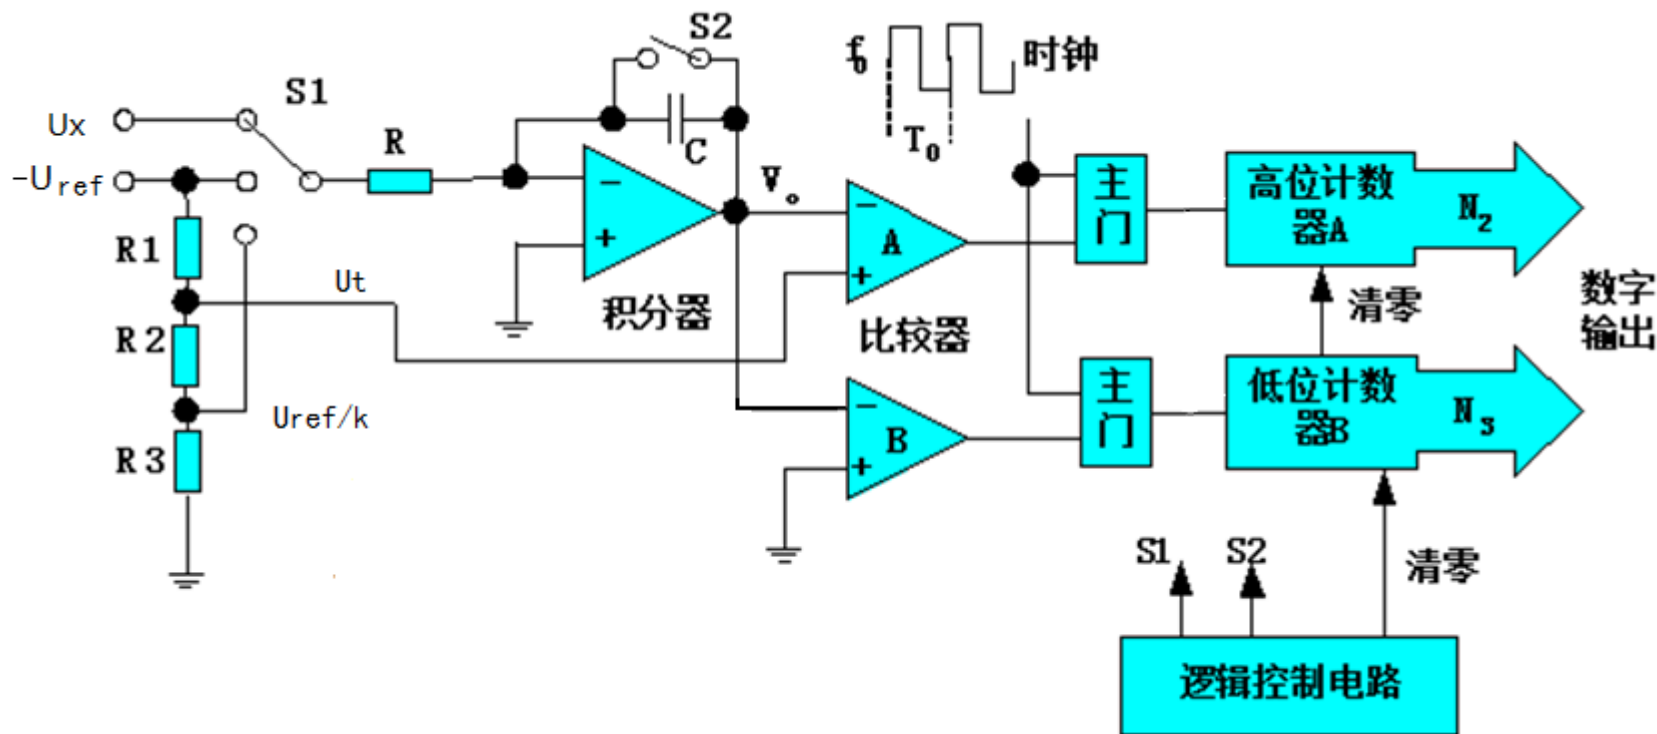 S2
f0
时钟
S1
Ux
R
C
T0
-Uref
Vo
主门
高位计数器A
N2
R1
Ut
A
积分器
比较器
清零
数字输出
R2
Uref/k
主门
低位计数器B
N3
R3
B
S1
S2
清零
逻辑控制电路